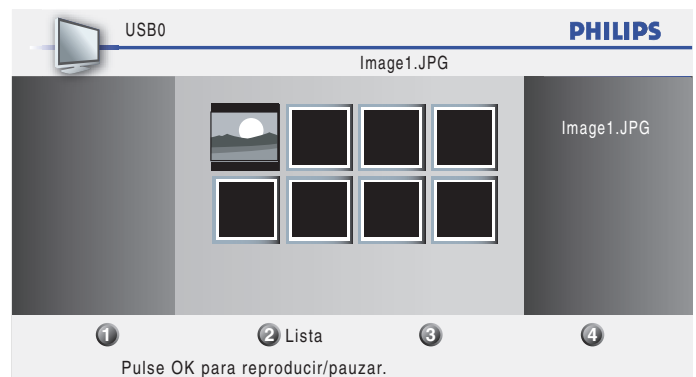 USB0
PHILIPS
Image1.JPG
Image1.JPG
1 2 Lista 3 4
Pulse OK para reproducir/pauzar.